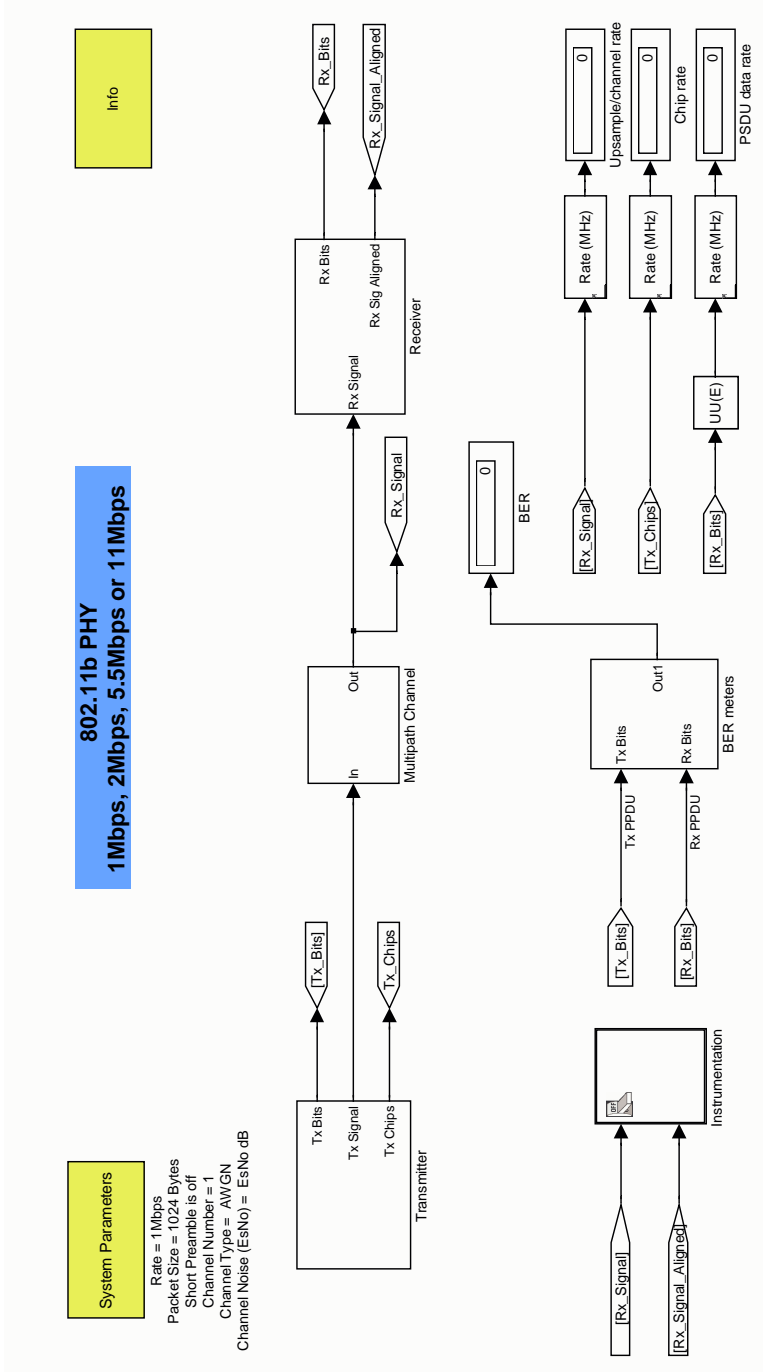 802.11b PHY
1Mbps, 2Mbps, 5.5Mbps or 11Mbps
System Parameters
Rate = 1Mbps
Packet Size = 1024 Bytes
Short Preamble is off
Channel Number = 1
Channel Type = AWGN
Channel Noise (EsNo) = EsNo dB
Info
Tx Bits
Tx Signal
Tx Chips
Transmitter
[Tx_Bits]
Tx_Chips
In
Out
Multipath Channel
Rx_Signal
Rx Signal
Rx Bits
Rx Sig Aligned
Receiver
Rx_Bits
Rx_Signal_Aligned
[Rx_Signal]
[Rx_Signal_Aligned]
OFF
Instrumentation
[Tx_Bits]
[Rx_Bits]
Tx PPDU
Rx PPDU
Tx Bits
Rx Bits
Out1
BER meters
0
BER
[Rx_Signal]
Rate (MHz)
0
Upsample/channel rate
[Tx_Chips]
Rate (MHz)
0
Chip rate
[Rx_Bits]
UU(E)
Rate (MHz)
0
PSDU data rate